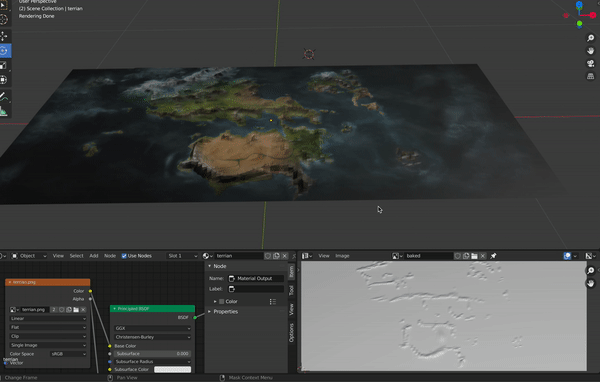 User Perspective
(2) Scene Collection | terrian
Rendering Done
Object
View
Select
Add
Node
Use Nodes
Slot 1
terrian
View
Image
baked
terrian.png
Color
Alpha
terrian.png
Linear
Flat
Clip
Single Image
Color Space
sRGB
Vector
terrian
Principled BSDF
BSDF
GGX
Christensen-Burley
Base Color
Subsurface
0.000
Subsurface Radius
Subsurface Color
Node
Name:
Material Output
Label:
Color
Properties
Item
Tool
View
Options
Change Frame
Pan View
Mask Context Menu